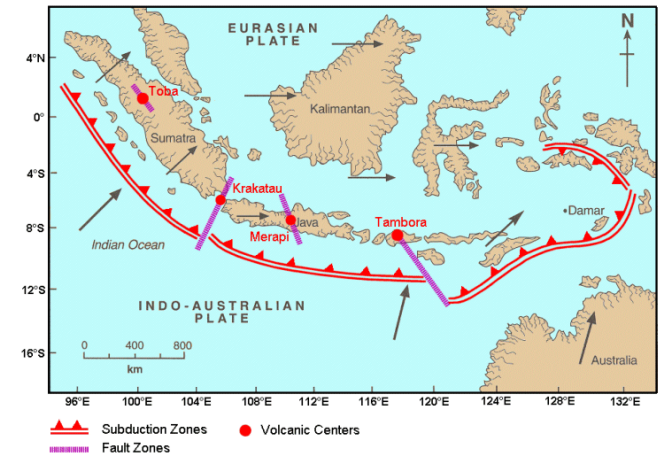 EURASIAN
PLATE
N
4°N
0°
4°S
8°S
12°S
16°S
Toba
Sumatra
Kalimantan
Krakatau
Java
Merapi
Tambora
Damar
Indian Ocean
INDO-AUSTRALIAN
PLATE
0 400 800
km
Australia
96°E 100°E 104°E 108°E 112°E 116°E 120°E 124°E 128°E 132°E
Subduction Zones
Volcanic Centers
Fault Zones